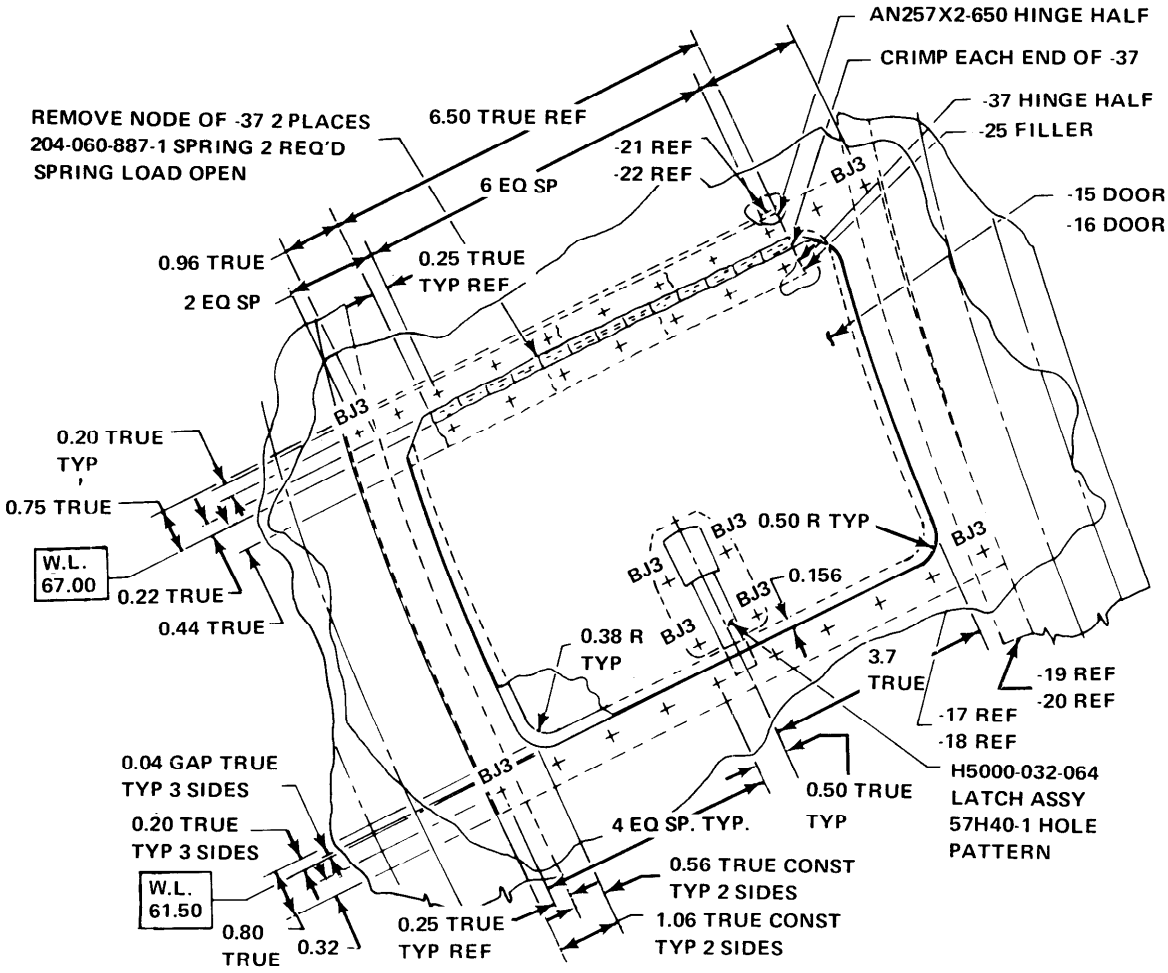 AN257X2-650 HINGE HALF
CRIMP EACH END OF -37
-37 HINGE HALF
-25 FILLER
REMOVE NODE OF -37 2 PLACES
204-060-887-1 SPRING 2 REQ'D
SPRING LOAD OPEN
6.50 TRUE REF
-21 REF
-22 REF
BJ3
6 EQ SP
-15 DOOR
-16 DOOR
0.96 TRUE
0.25 TRUE
TYP REF
2 EQ SP
BJ3
0.20 TRUE
TYP
0.75 TRUE
W.L.
67.00
0.22 TRUE
0.44 TRUE
0.50 R TYP
BJ3
BJ3
BJ3
BJ3
BJ3
0.156
0.38 R
TYP
3.7
TRUE
-19 REF
-20 REF
-17 REF
-18 REF
BJ3
0.04 GAP TRUE
TYP 3 SIDES
0.20 TRUE
TYP 3 SIDES
W.L.
61.50
0.80
TRUE
0.32
0.25 TRUE
TYP REF
4 EQ SP. TYP.
0.50 TRUE
TYP
H5000-032-064
LATCH ASSY
57H40-1 HOLE
PATTERN
0.56 TRUE CONST
TYP 2 SIDES
1.06 TRUE CONST
TYP 2 SIDES